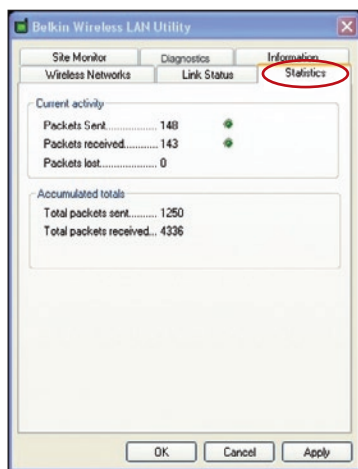 Belkin Wireless LAN Utility
Site Monitor Diagnostics Information
Wireless Networks Link Status Statistics
Current activity
Packets Sent................ 148
Packets received........... 143
Packets lost.................. 0
Accumulated totals
Total packets sent.......... 1250
Total packets received... 4336
OK Cancel Apply